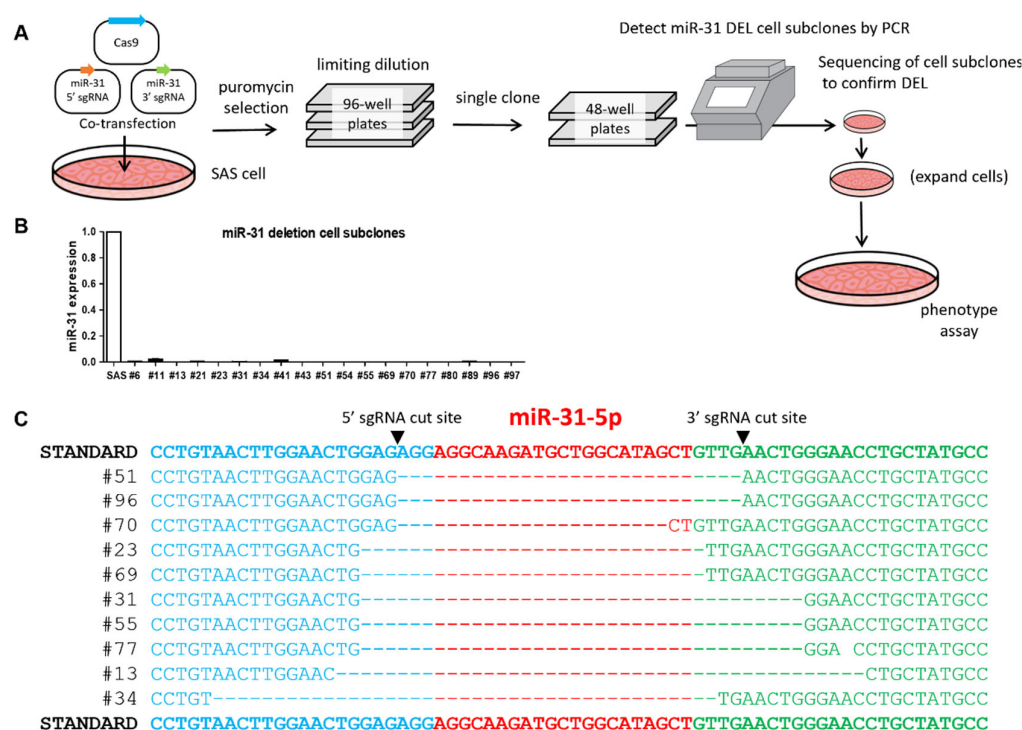 A
Cas9
miR-31
5' sgRNA
miR-31
3' sgRNA
Co-transfection
SAS cell
puromycin
selection
limiting dilution
96-well
plates
single clone
48-well
plates
Detect miR-31 DEL cell subclones by PCR
Sequencing of cell subclones
to confirm DEL
(expand cells)
phenotype
assay
B
miR-31 deletion cell subclones
miR-31 expression
1.0
0.8
0.6
0.4
0.2
0.0
SAS #6 #11 #13 #21 #23 #31 #34 #41 #43 #51 #54 #55 #69 #70 #77 #80 #89 #96 #97
C
5' sgRNA cut site miR-31-5p 3' sgRNA cut site
STANDARD CCTGTAACTTGGAACTGGAGAGGAGGCAAGATGCTGGCATAGCTGTTGAACTGGGAACCTGCTATGCC
#51 CCTGTAACTTGGAACTGGAG----------------------------AACTGGGAACCTGCTATGCC
#96 CCTGTAACTTGGAACTGGAG----------------------------AACTGGGAACCTGCTATGCC
#70 CCTGTAACTTGGAACTGGAG----------------------CTGTTGAACTGGGAACCTGCTATGCC
#23 CCTGTAACTTGGAACTG----------------------------TTGAACTGGGAACCTGCTATGCC
#69 CCTGTAACTTGGAACTG----------------------------TTGAACTGGGAACCTGCTATGCC
#31 CCTGTAACTTGGAACTG------------------------------------GGAACCTGCTATGCC
#55 CCTGTAACTTGGAACTG------------------------------------GGAACCTGCTATGCC
#77 CCTGTAACTTGGAACTG------------------------------------GGA CCTGCTATGCC
#13 CCTGTAACTTGGAAC-------------------------------------------CTGCTATGCC
#34 CCTGT-----------------------------------------TGAACTGGGAACCTGCTATGCC
STANDARD CCTGTAACTTGGAACTGGAGAGGAGGCAAGATGCTGGCATAGCTGTTGAACTGGGAACCTGCTATGCC